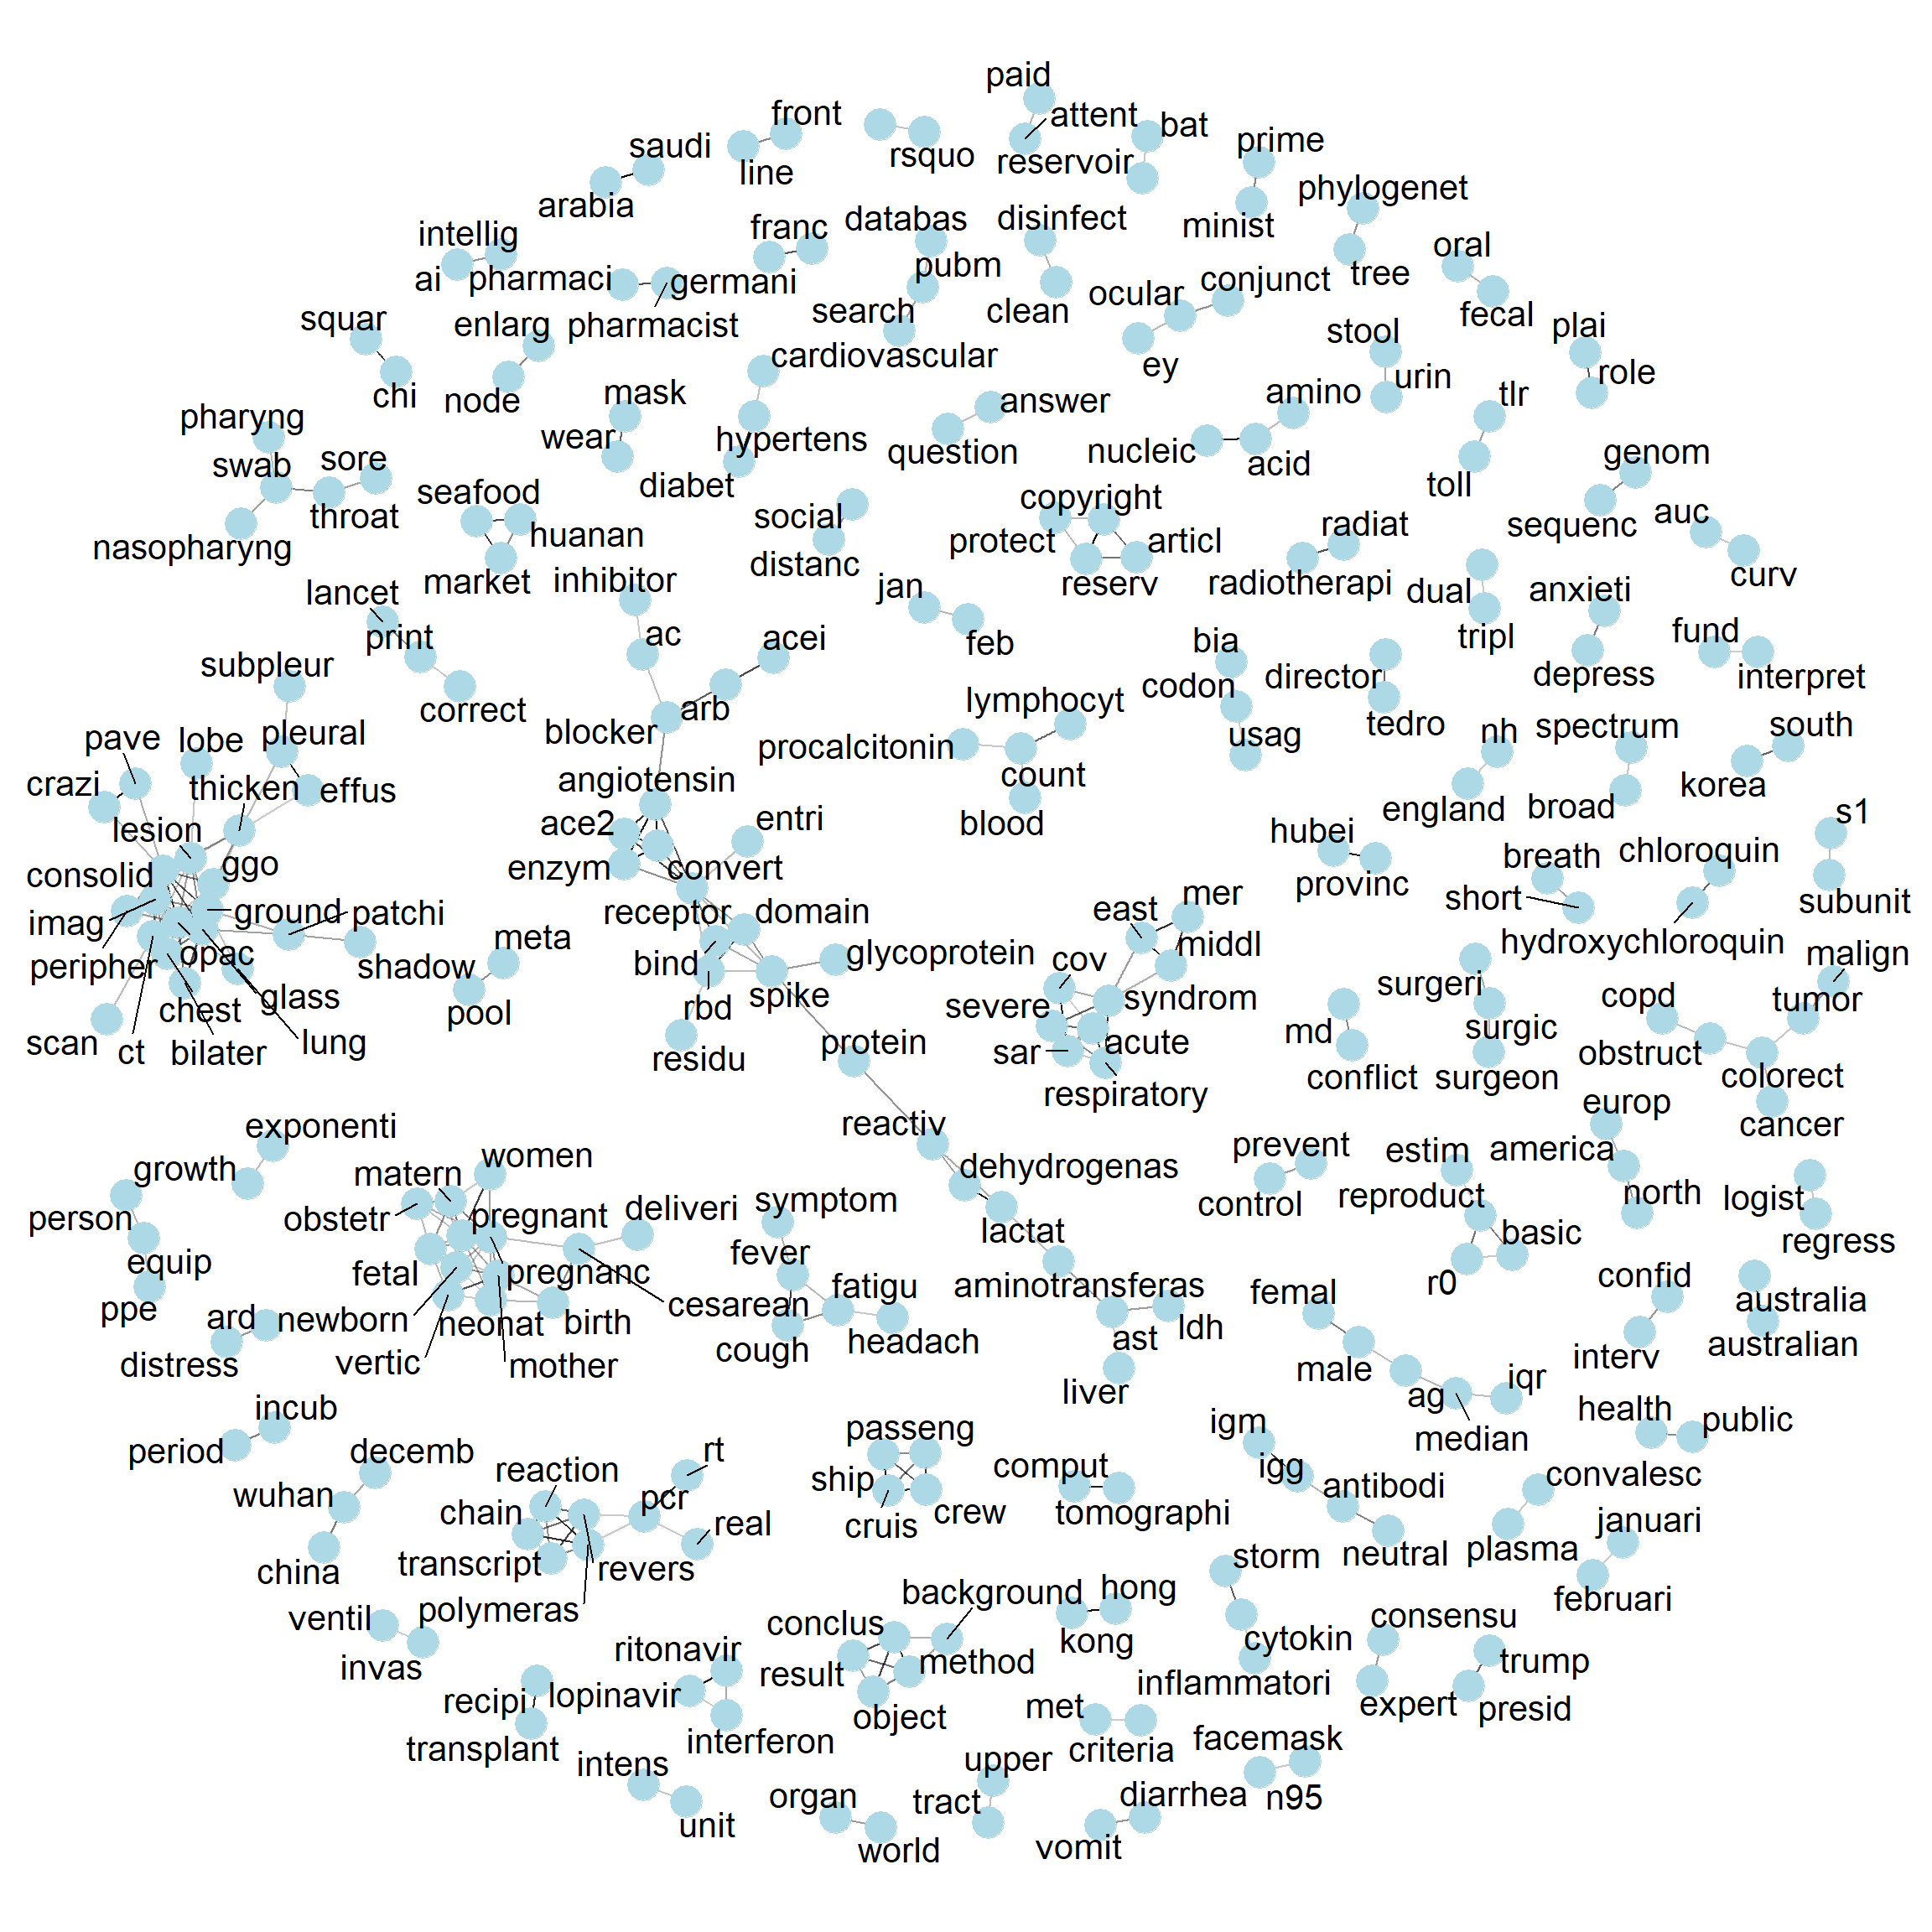 paid
attent
front
bat
saudi
line
rsquo
reservoir
prime
arabia
phylogenet
intellig
franc
databas
disinfect
minist
oral
ai
pharmaci
germani
pubm
ocular
conjunct
tree
squar
enlarg
pharmacist
search
clean
fecal
plai
chi
node
cardiovascular
ey
stool
urin
role
mask
amino
tlr
pharyng
wear
hypertens
answer
question
nucleic
acid
swab
sore
diabet
toll
genom
seafood
copyright
throat
huanan
social
protect
articl
radiat
sequenc
auc
nasopharyng
market
inhibitor
distanc
reserv
radiotherapi
dual
anxieti
curv
lancet
jan
tripl
print
ac
acei
feb
bia
fund
subpleur
codon
director
depress
interpret
correct
arb
lymphocyt
tedro
nh
spectrum
south
pave
lobe
pleural
blocker
procalcitonin
usag
crazi
thicken
effus
angiotensin
count
england
broad
korea
lesion
ace2
entri
blood
hubei
s1
consolid
ggo
enzym
convert
provinc
breath
chloroquin
imag
ground
patchi
receptor
domain
east
mer
short
subunit
peripher
opac
shadow
meta
bind
glycoprotein
cov
middl
hydroxychloroquin
malign
scan
ct
chest
glass
pool
rbd
spike
severe
syndrom
surgeri
copd
tumor
bilater
lung
residu
protein
sar
acute
md
surgic
obstruct
respiratory
conflict
surgeon
colorect
exponenti
reactiv
europ
cancer
growth
matern
women
dehydrogenas
prevent
estim
america
person
obstetr
pregnant
deliveri
symptom
control
reproduct
north
logist
equip
fetal
pregnanc
fever
lactat
basic
regress
ppe
ard
newborn
neonat
birth
cesarean
fatigu
aminotransferas
femal
r0
confid
australia
distress
vertic
mother
cough
headach
ast
ldh
male
interv
australian
incub
liver
ag
iqr
period
decemb
passeng
igm
median
health
public
wuhan
reaction
rt
ship
comput
igg
antibodi
convalesc
chain
pcr
real
cruis
crew
tomographi
januari
china
transcript
revers
neutral
plasma
ventil
polymeras
background
hong
storm
februari
invas
ritonavir
conclus
method
kong
cytokin
consensu
recipi
lopinavir
result
inflammatori
trump
transplant
interferon
object
met
criteria
expert
presid
intens
upper
facemask
unit
organ
tract
diarrhea
n95
world
vomit